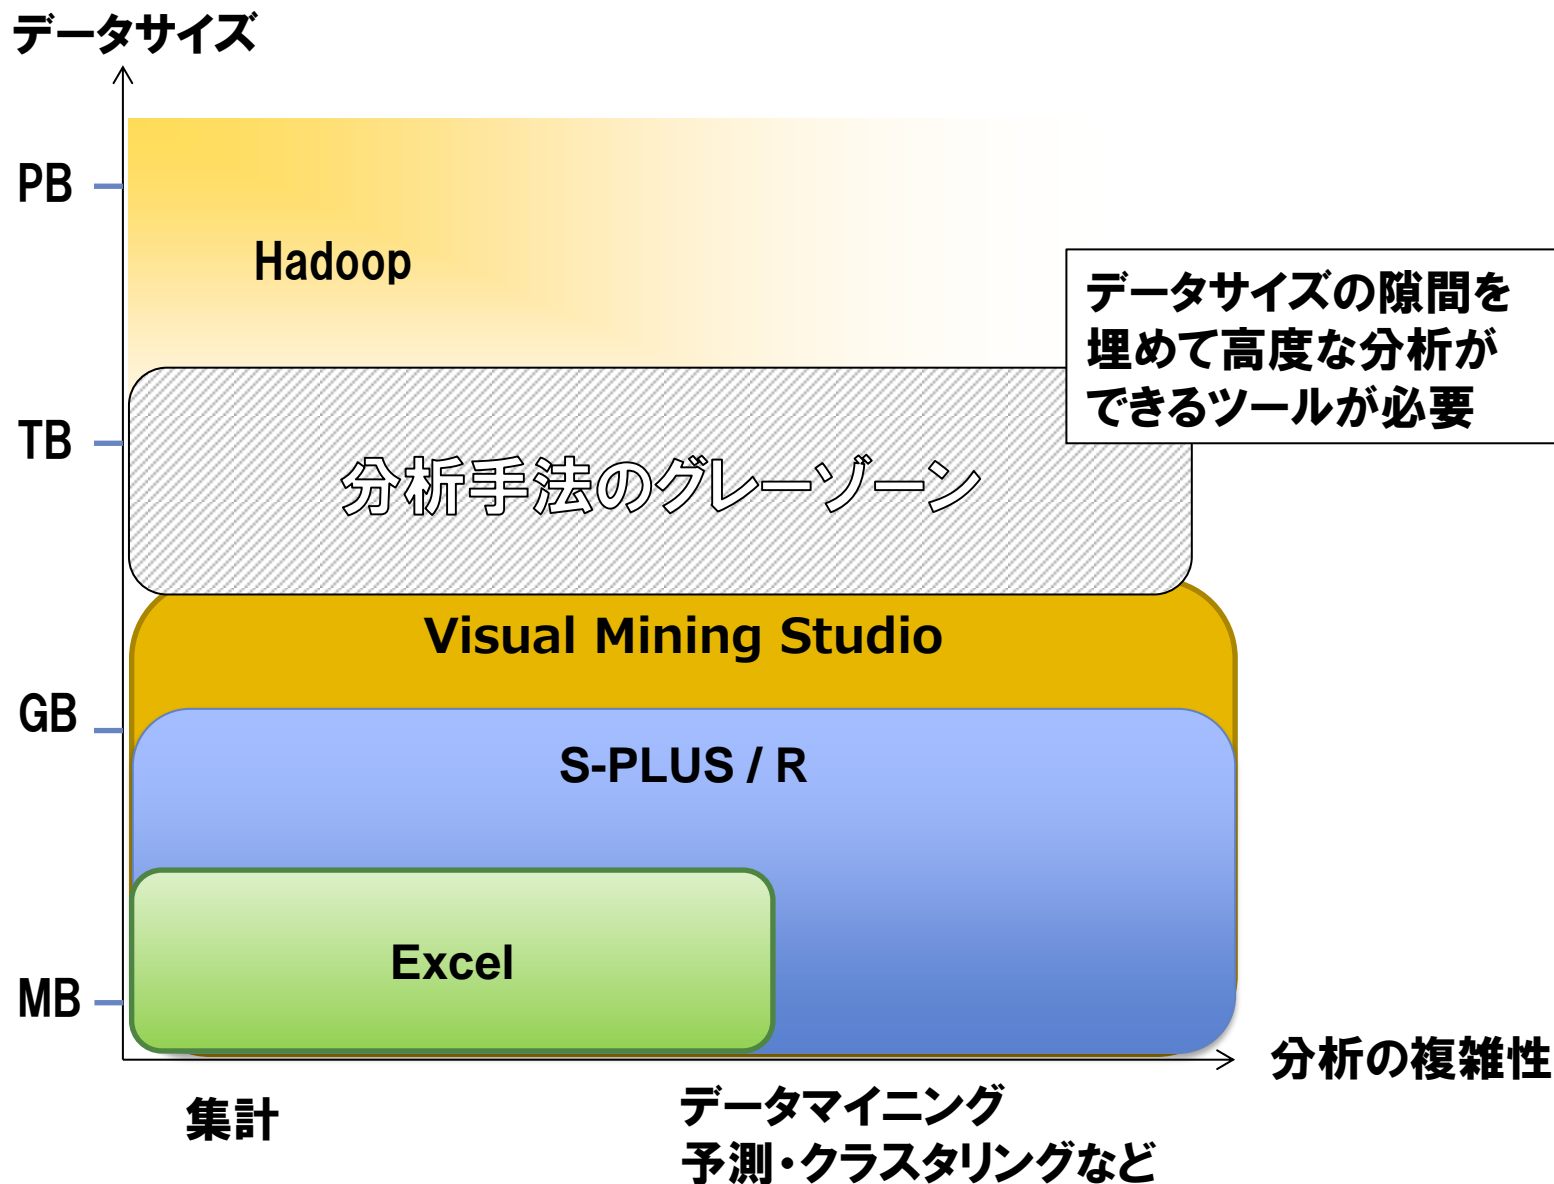 データサイズ
PB
Hadoop
データサイズの隙間を
埋めて高度な分析が
できるツールが必要
TB
分析手法のグレーゾーン
Visual Mining Studio
GB
S-PLUS / R
Excel
MB
分析の複雑性
集計
データマイニング
予測・クラスタリングなど